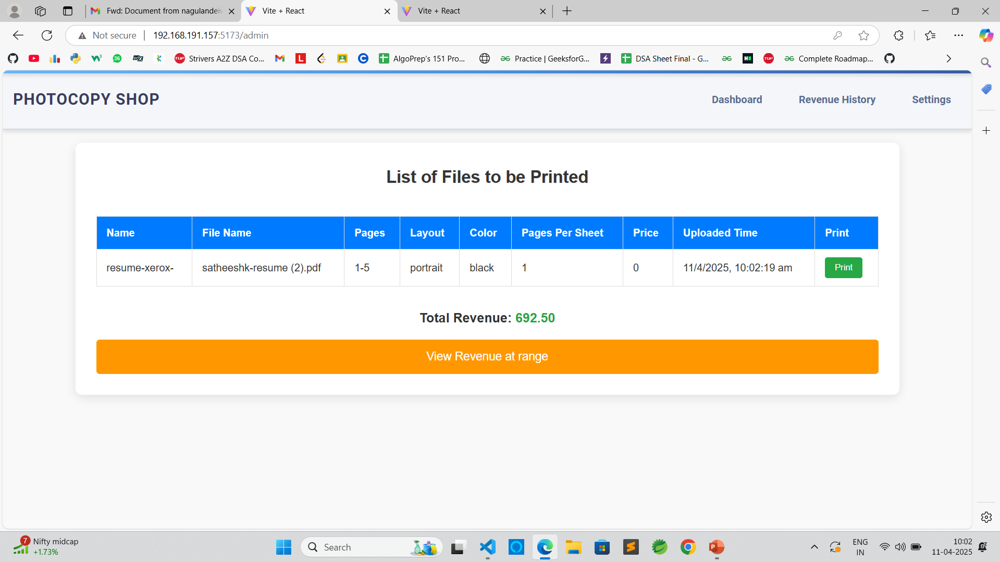 Fwd: Document from nagulandeiv
Vite + React
Vite + React
Not secure
192.168.191.157:5173/admin
Strivers A2Z DSA Co...
AlgoPrep's 151 Pro...
Practice | GeeksforG...
DSA Sheet Final - G...
Complete Roadmap...
PHOTOCOPY SHOP
Dashboard
Revenue History
Settings
List of Files to be Printed
Name File Name Pages Layout Color Pages Per Sheet Price Uploaded Time Print
resume-xerox- satheeshk-resume (2).pdf 1-5 portrait black 1 0 11/4/2025, 10:02:19 am Print
Total Revenue: 692.50
View Revenue at range
7
Nifty midcap
+1.73%
Search
ENG
IN
10:02
11-04-2025